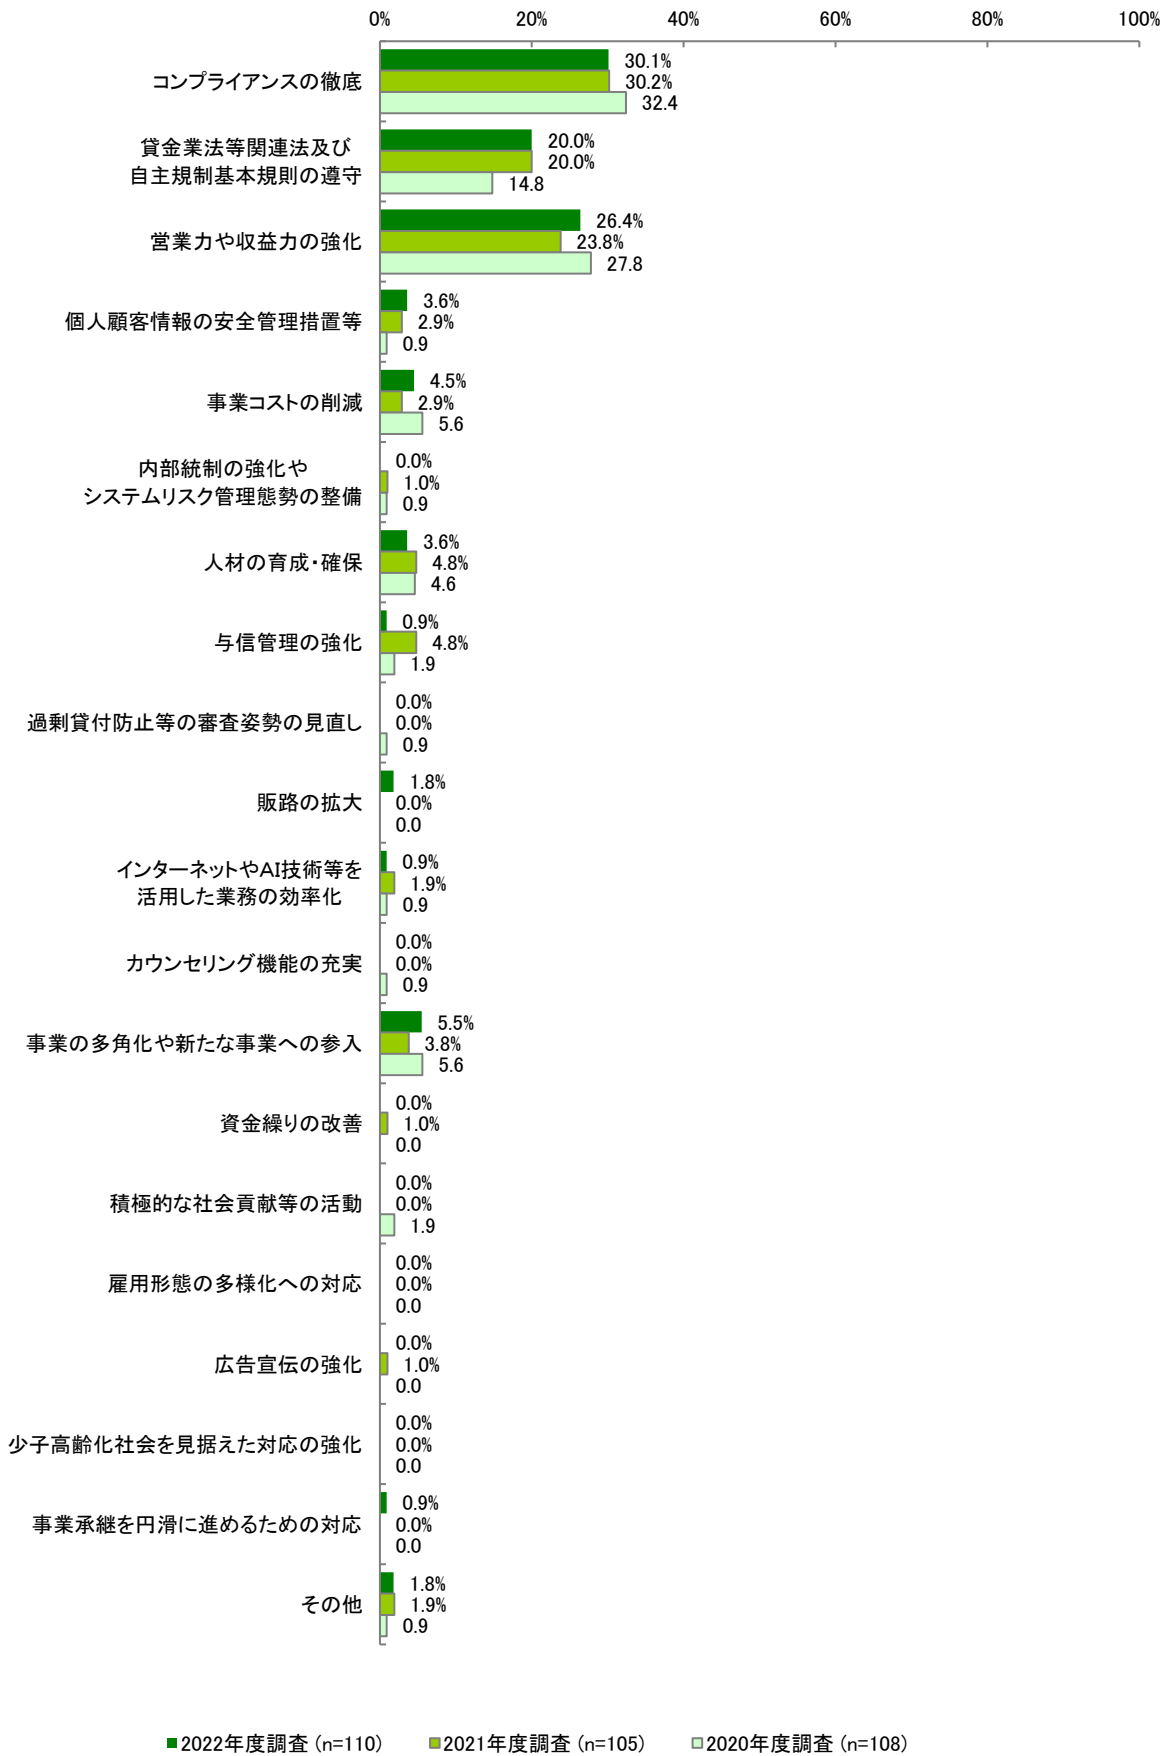 0% 20% 40% 60% 80% 100%
コンプライアンスの徹底
30.1%
30.2%
32.4
貸金業法等関連法及び
自主規制基本規則の遵守
20.0%
20.0%
14.8
営業力や収益力の強化
26.4%
23.8%
27.8
個人顧客情報の安全管理措置等
3.6%
2.9%
0.9
事業コストの削減
4.5%
2.9%
5.6
内部統制の強化や
システムリスク管理態勢の整備
0.0%
1.0%
0.9
人材の育成・確保
3.6%
4.8%
4.6
与信管理の強化
0.9%
4.8%
1.9
過剰貸付防止等の審査姿勢の見直し
0.0%
0.0%
0.9
販路の拡大
1.8%
0.0%
0.0
インターネットやAI技術等を
活用した業務の効率化
0.9%
1.9%
0.9
カウンセリング機能の充実
0.0%
0.0%
0.9
事業の多角化や新たな事業への参入
5.5%
3.8%
5.6
資金繰りの改善
0.0%
1.0%
0.0
積極的な社会貢献等の活動
0.0%
0.0%
1.9
雇用形態の多様化への対応
0.0%
0.0%
0.0
広告宣伝の強化
0.0%
1.0%
0.0
少子高齢化社会を見据えた対応の強化
0.0%
0.0%
0.0
事業承継を円滑に進めるための対応
0.9%
0.0%
0.0
その他
1.8%
1.9%
0.9
2022年度調査 (n=110) 2021年度調査 (n=105) 2020年度調査 (n=108)